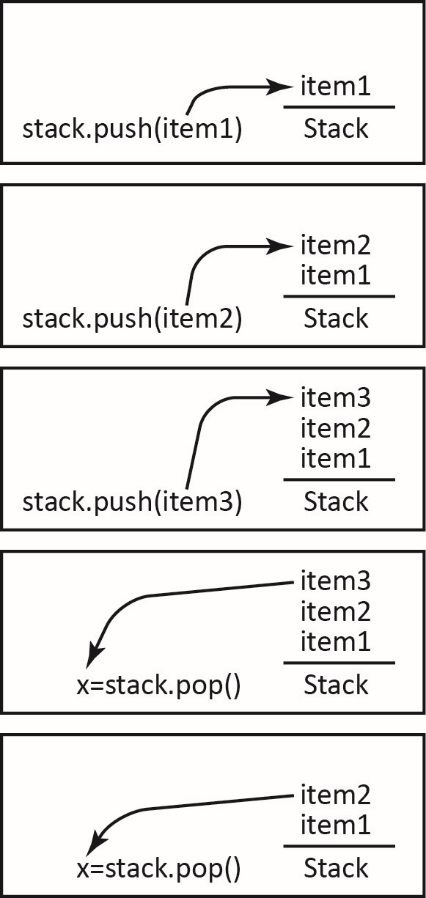 item1
stack.push(item1) Stack
item2
item1
stack.push(item2) Stack
item3
item2
item1
stack.push(item3) Stack
item3
item2
item1
x=stack.pop() Stack
item2
item1
x=stack.pop() Stack